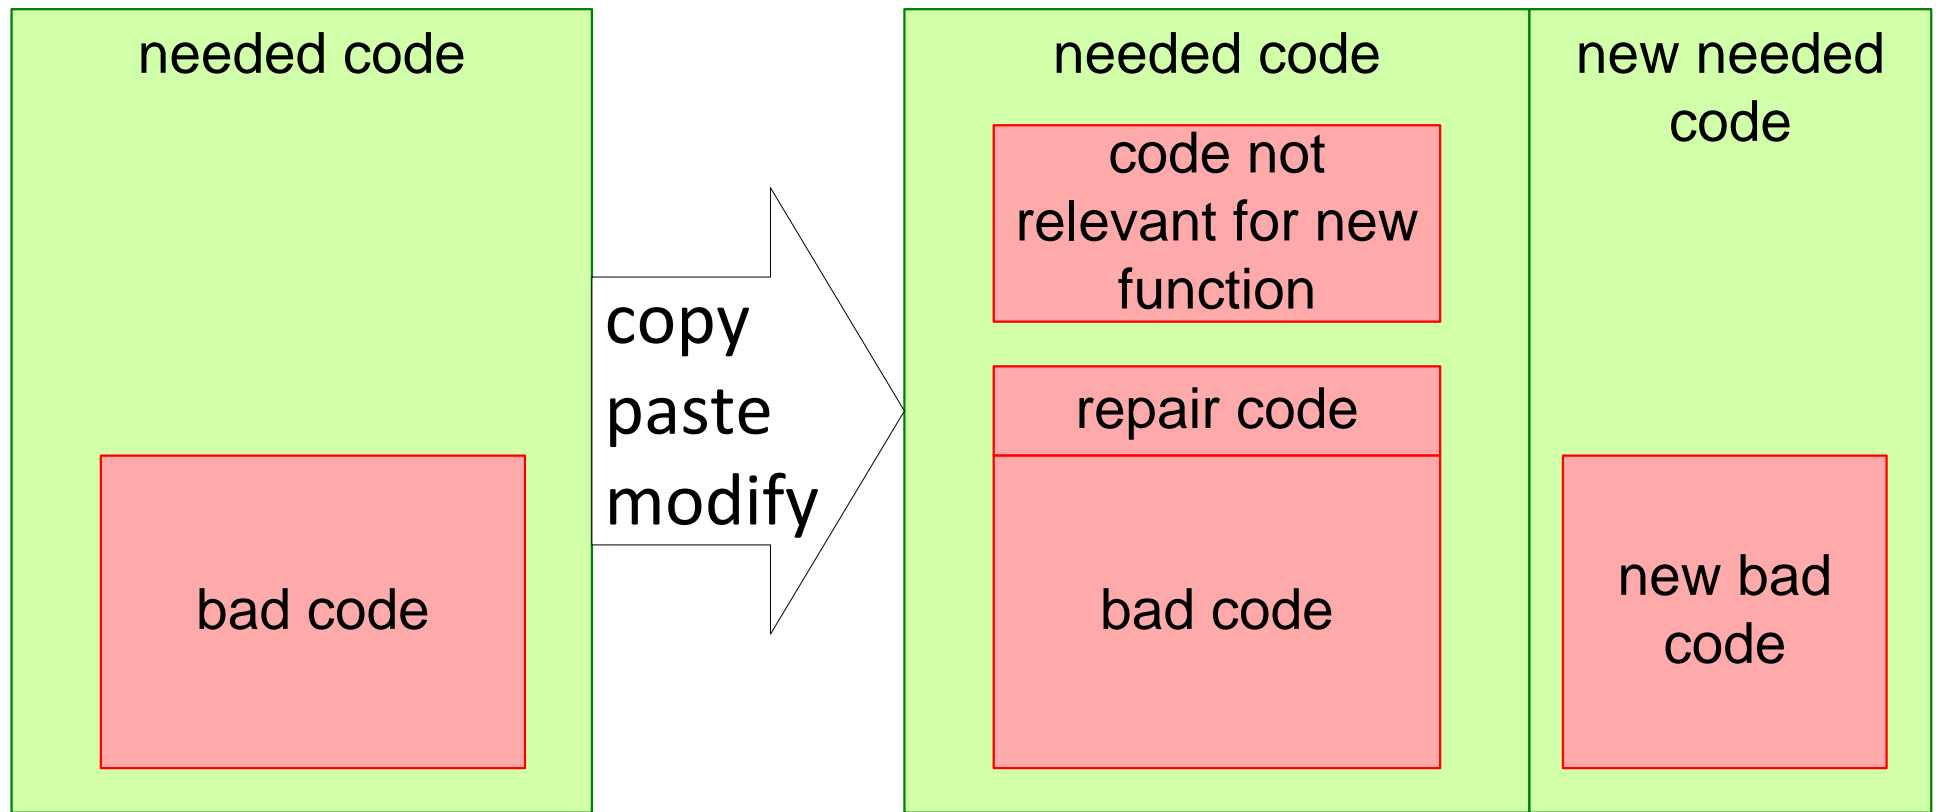 needed code
bad code
copy
paste
modify
needed code
code not
relevant for new
function
repair code
bad code
new needed
code
new bad
code